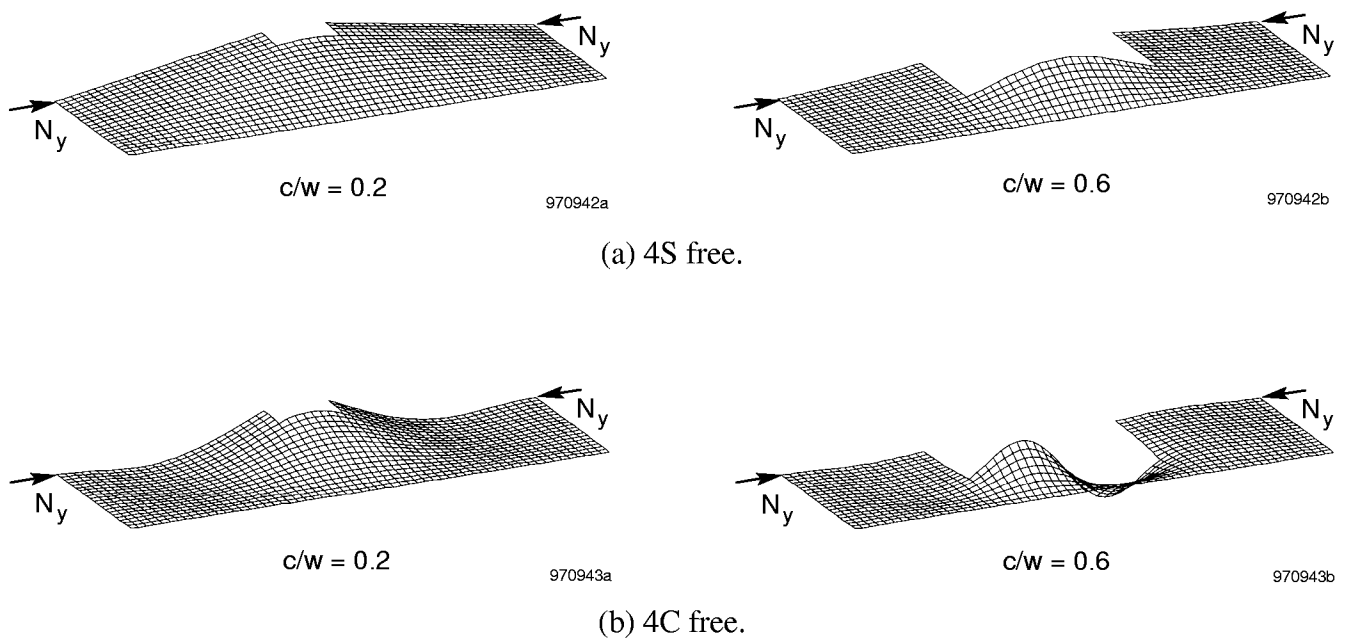 N_y N_y
N_y N_y
c/w = 0.2 c/w = 0.6
970942a 970942b
(a) 4S free.
N_y N_y
N_y N_y
c/w = 0.2 c/w = 0.6
970943a 970943b
(b) 4C free.